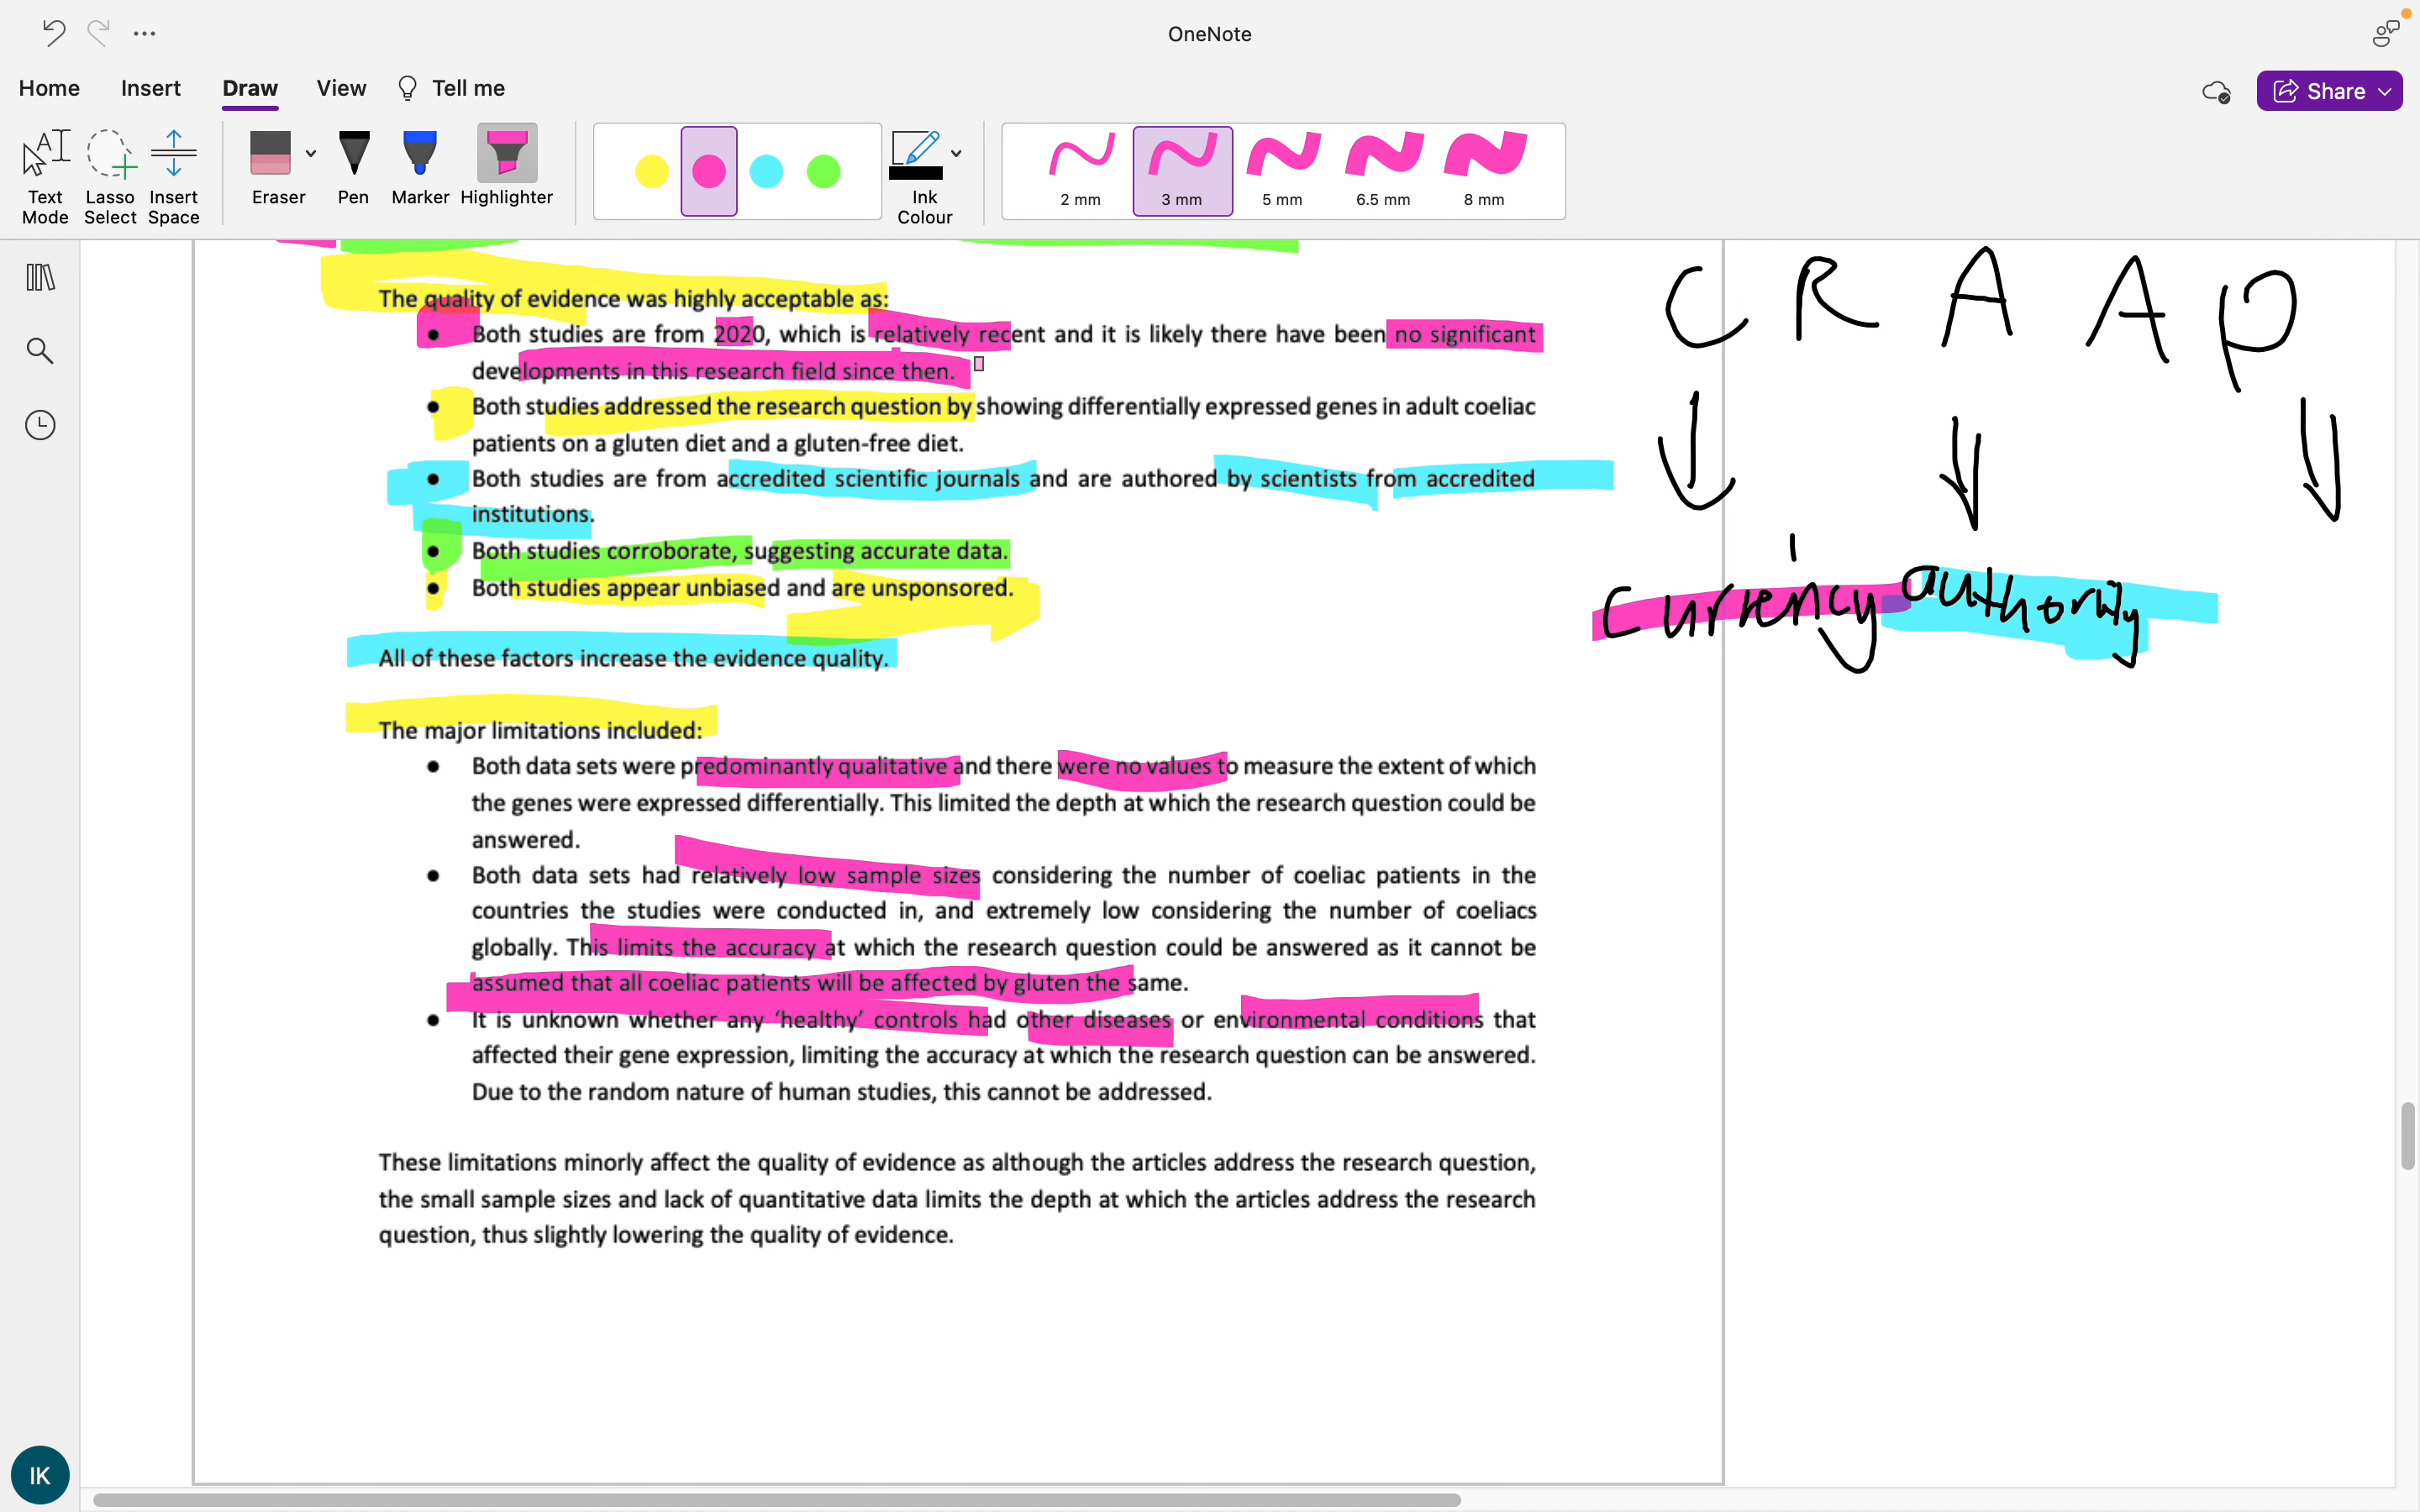 OneNote
Home Insert Draw View Tell me
Share
Text Mode
Lasso Select
Insert Space
Eraser
Pen
Marker
Highlighter
Ink Colour
2 mm
3 mm
5 mm
6.5 mm
8 mm
The quality of evidence was highly acceptable as:
● Both studies are from 2020, which is relatively recent and it is likely there have been no significant
developments in this research field since then.
● Both studies addressed the research question by showing differentially expressed genes in adult coeliac
patients on a gluten diet and a gluten-free diet.
● Both studies are from accredited scientific journals and are authored by scientists from accredited
institutions.
● Both studies corroborate, suggesting accurate data.
● Both studies appear unbiased and are unsponsored.
All of these factors increase the evidence quality.
The major limitations included:
● Both data sets were predominantly qualitative and there were no values to measure the extent of which
the genes were expressed differentially. This limited the depth at which the research question could be
answered.
● Both data sets had relatively low sample sizes considering the number of coeliac patients in the
countries the studies were conducted in, and extremely low considering the number of coeliacs
globally. This limits the accuracy at which the research question could be answered as it cannot be
assumed that all coeliac patients will be affected by gluten the same.
● It is unknown whether any ‘healthy’ controls had other diseases or environmental conditions that
affected their gene expression, limiting the accuracy at which the research question can be answered.
Due to the random nature of human studies, this cannot be addressed.
These limitations minorly affect the quality of evidence as although the articles address the research question,
the small sample sizes and lack of quantitative data limits the depth at which the articles address the research
question, thus slightly lowering the quality of evidence.
C R A A P
currency authority
IK